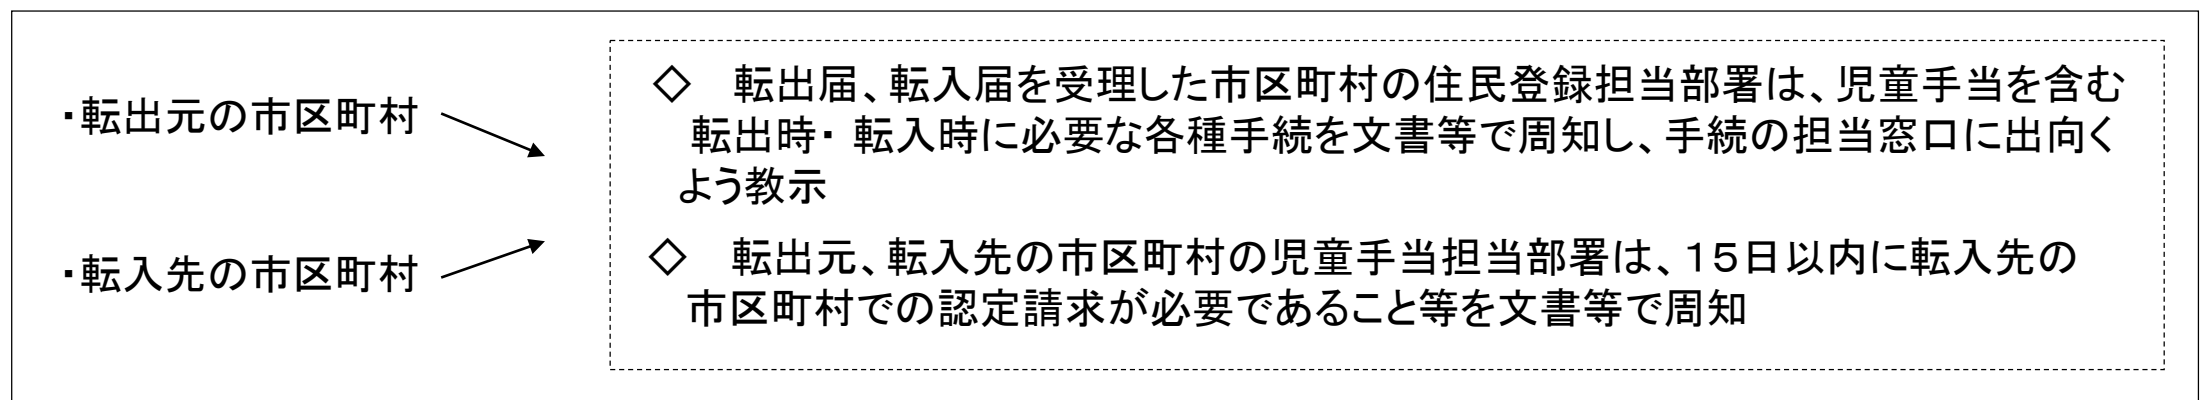 ・転出元の市区町村
・転入先の市区町村
◇　転出届、転入届を受理した市区町村の住民登録担当部署は、児童手当を含む
転出時・ 転入時に必要な各種手続を文書等で周知し、手続の担当窓口に出向く
よう教示
◇　転出元、転入先の市区町村の児童手当担当部署は、１５日以内に転入先の
市区町村での認定請求が必要であること等を文書等で周知